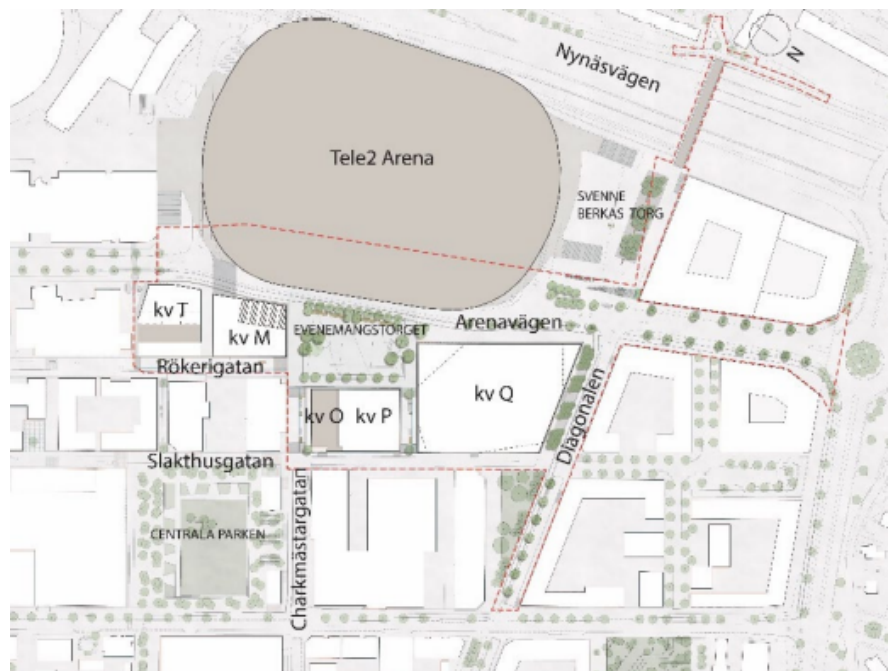 Nynäsvägen
N
Tele2 Arena
SVENNE
BERKAS TORG
kv T
kv M
EVENEMANGSTORGET
Arenavägen
Rökerigatan
kv O
kv P
kv Q
Diagonalen
Slakthusgatan
CENTRALA PARKEN
Charkmästargatan